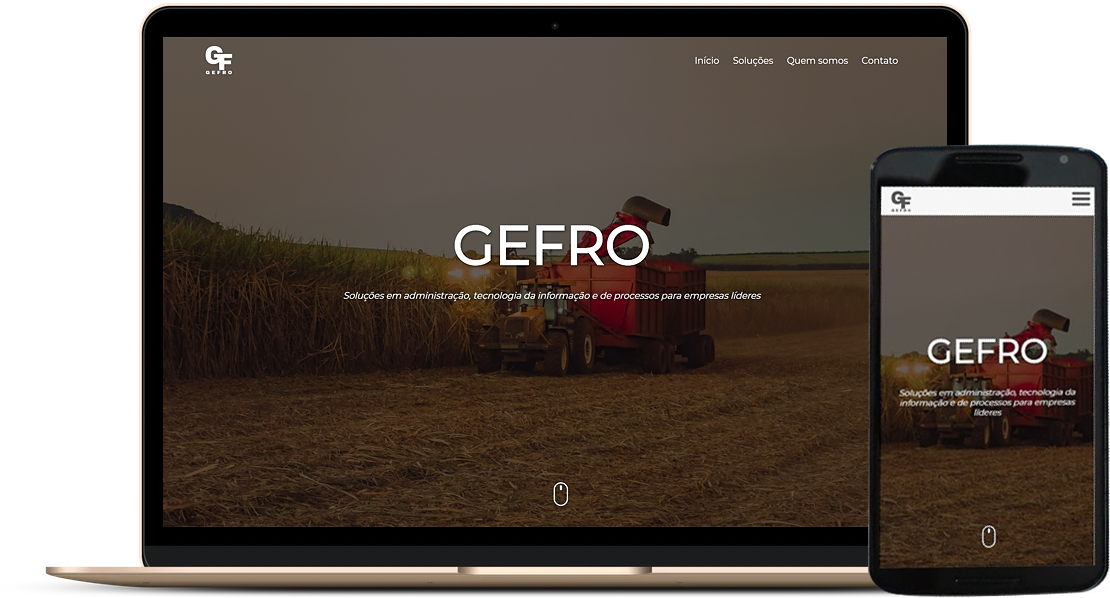 GF
GEFRO
Início Soluções Quem somos Contato
GEFRO
Soluções em administração, tecnologia da informação e de processos para empresas líderes
GF
GEFRO
GEFRO
Soluções em administração, tecnologia da
informação e de processos para empresas
líderes